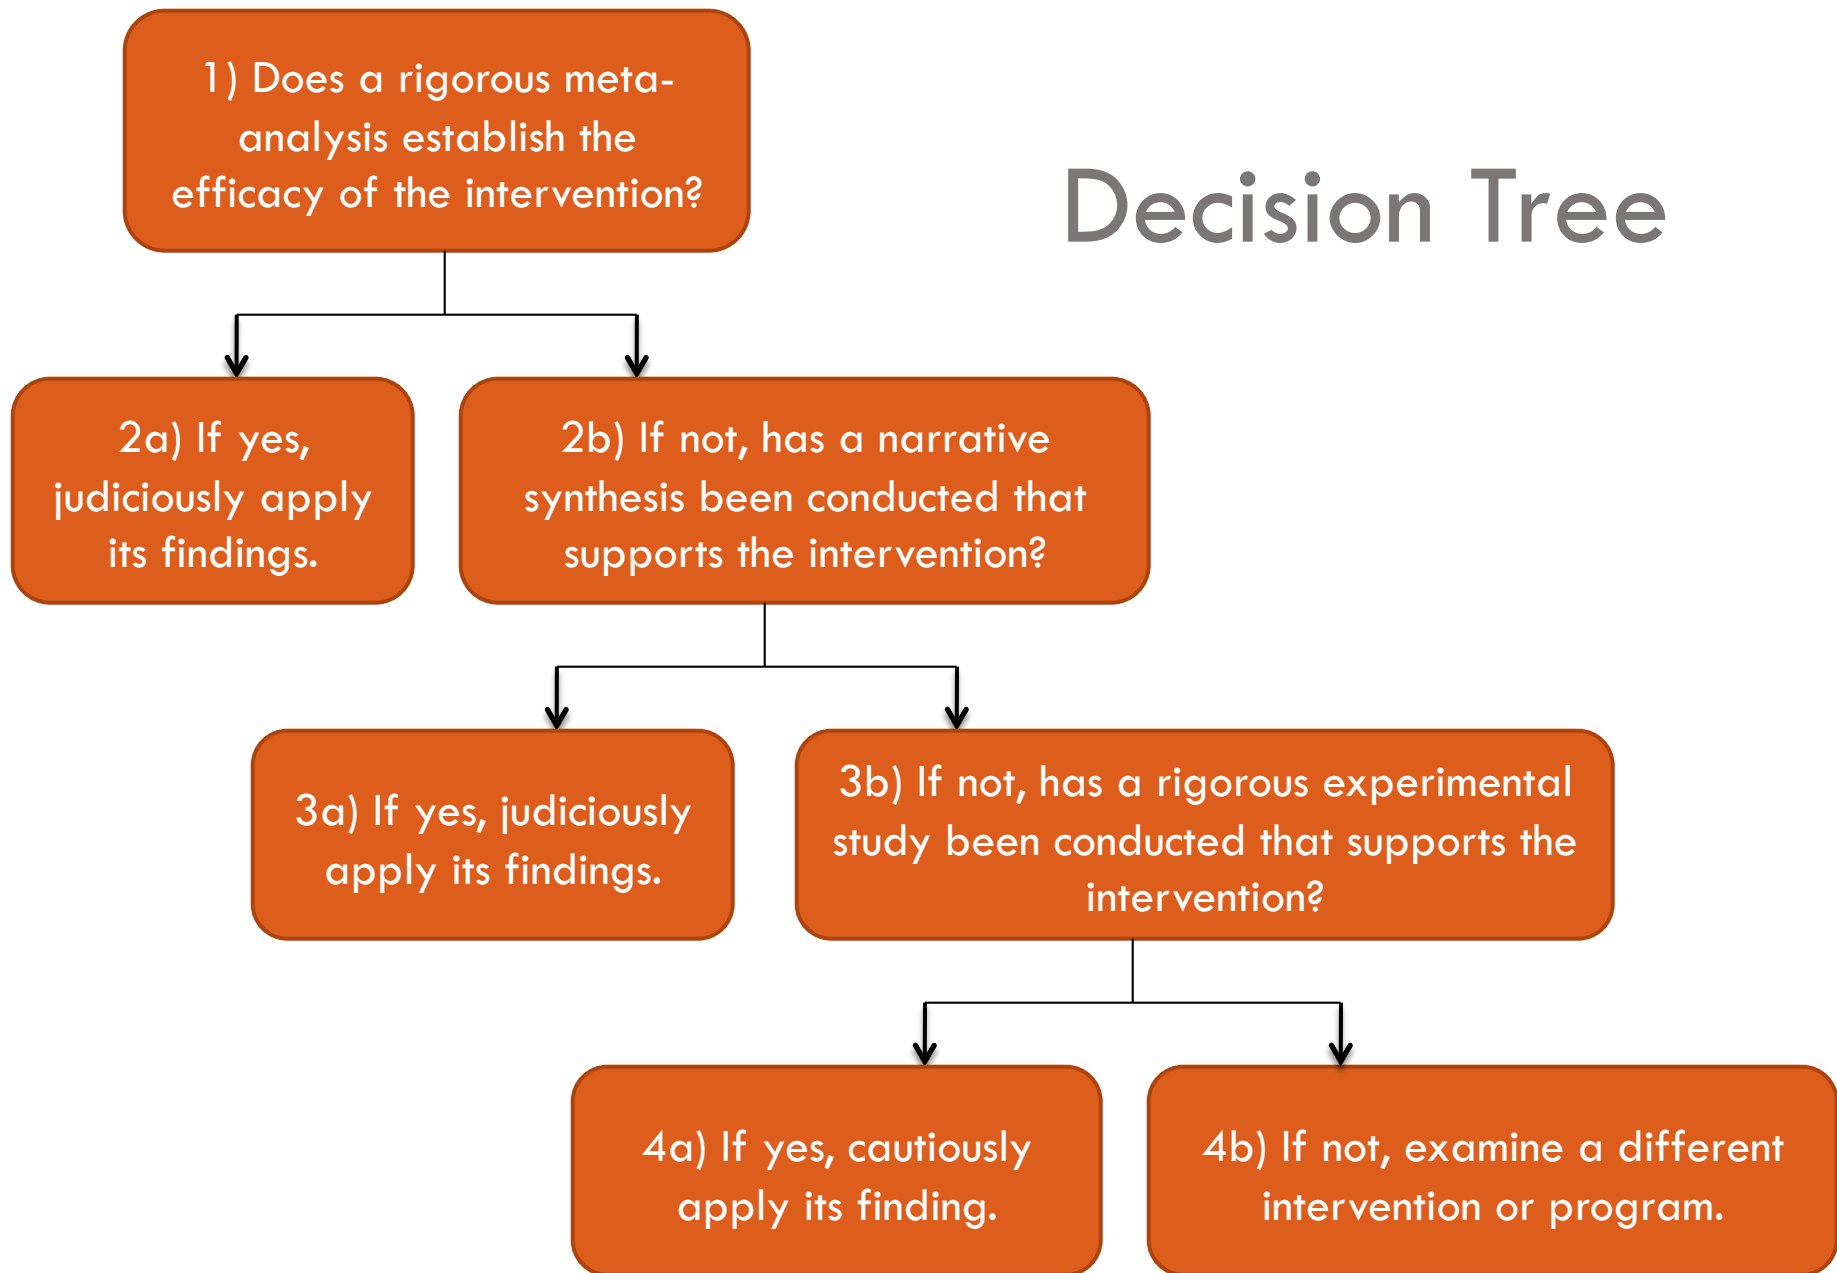 1) Does a rigorous meta-
analysis establish the
efficacy of the intervention?
Decision Tree
2a) If yes,
judiciously apply
its findings.
2b) If not, has a narrative
synthesis been conducted that
supports the intervention?
3a) If yes, judiciously
apply its findings.
3b) If not, has a rigorous experimental
study been conducted that supports the
intervention?
4a) If yes, cautiously
apply its finding.
4b) If not, examine a different
intervention or program.